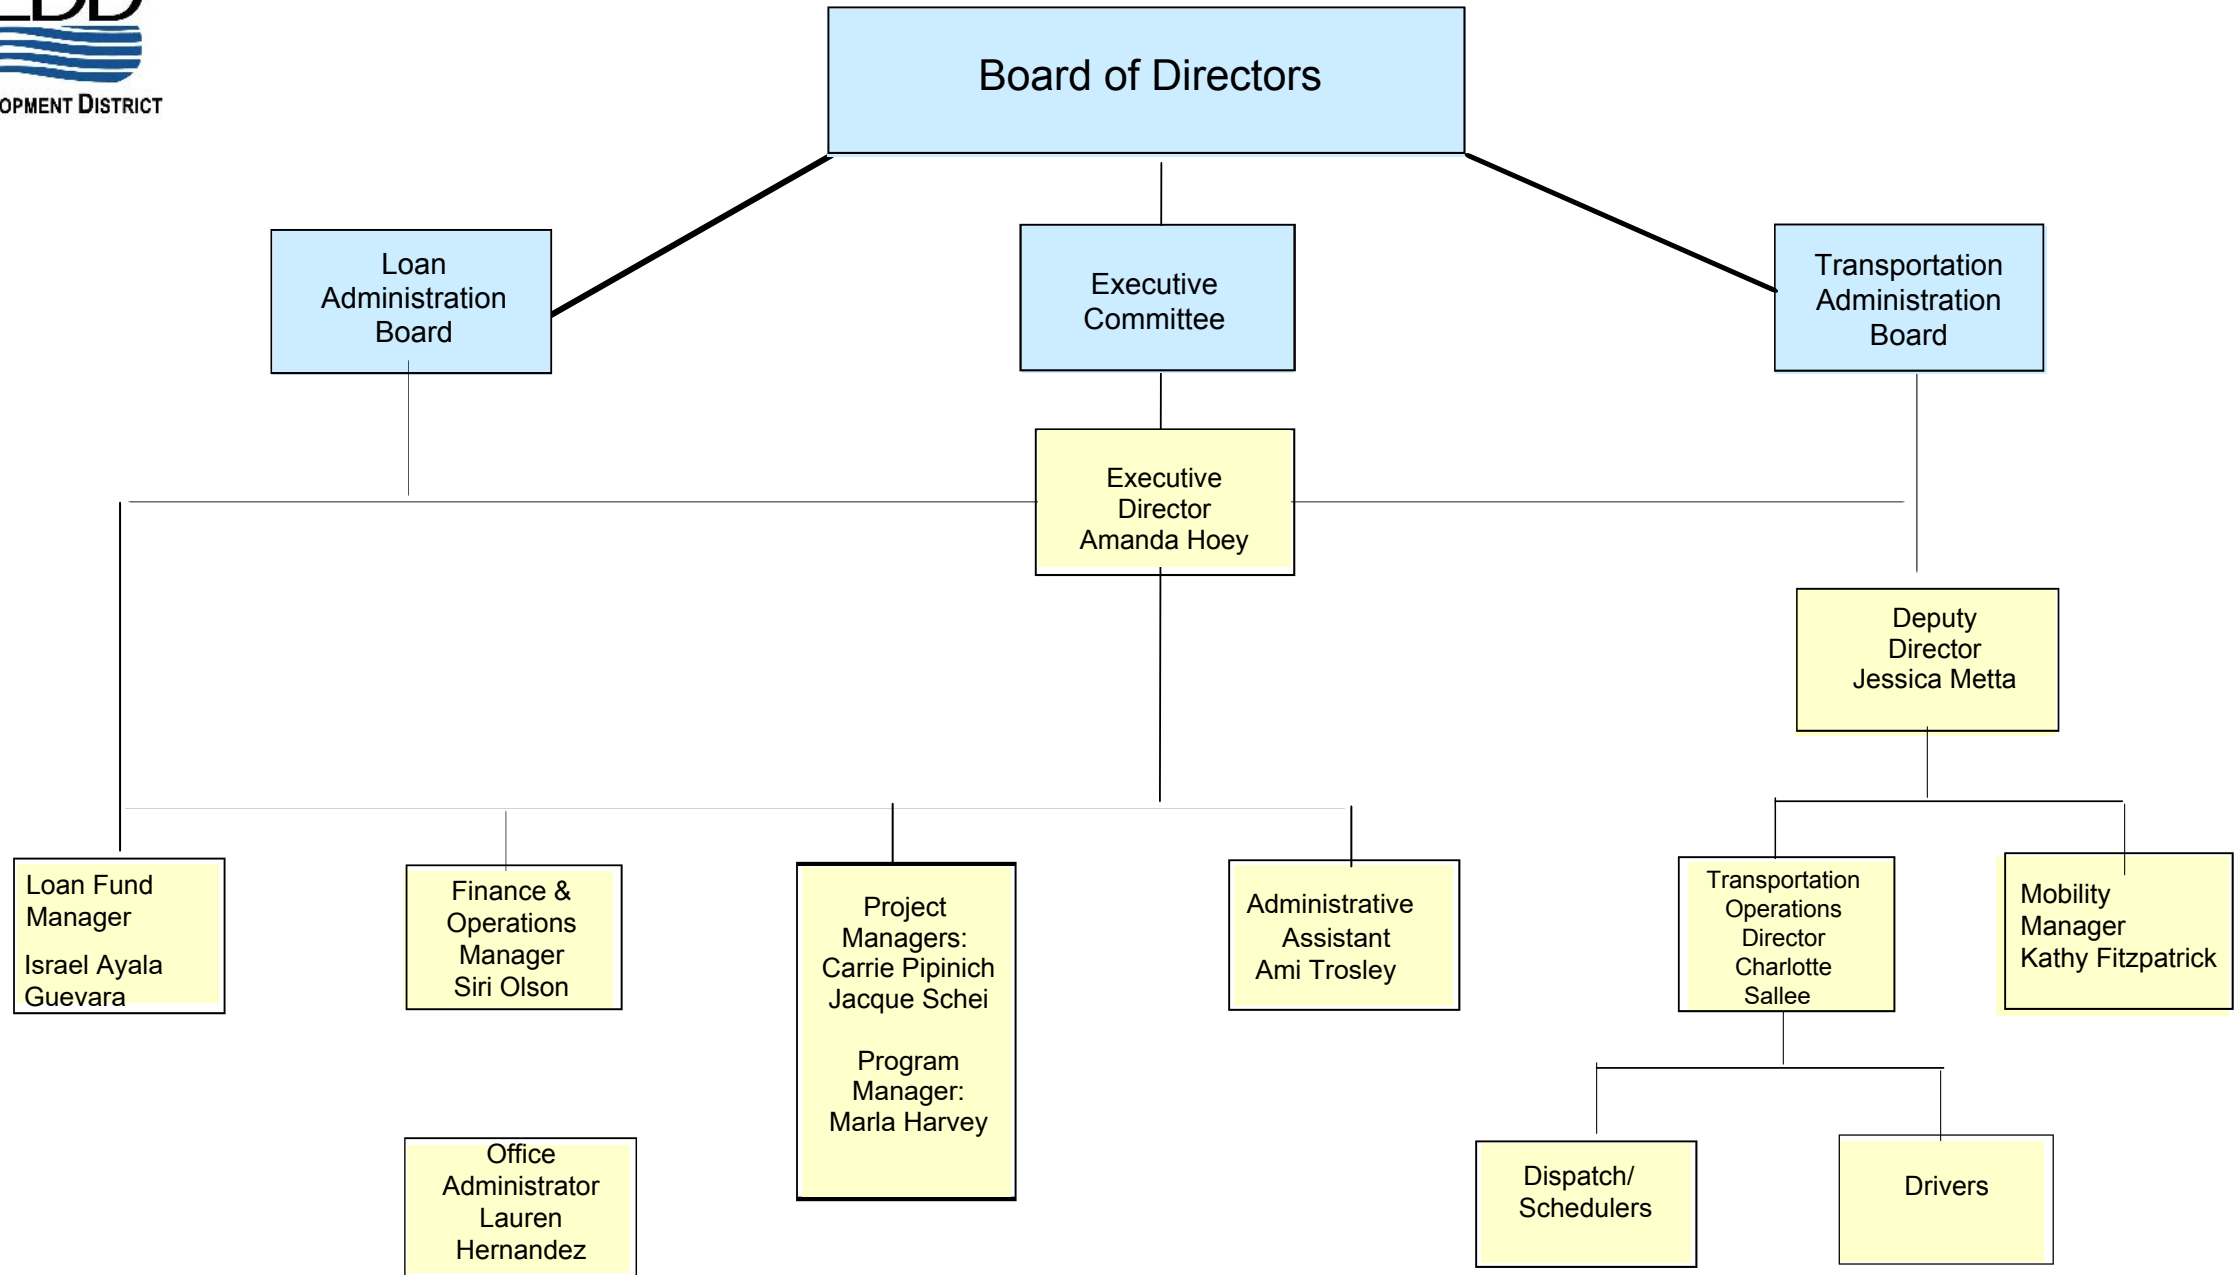 OPMENT DISTRICT
Board of Directors
Loan
Administration
Board
Executive
Committee
Transportation
Administration
Board
Executive
Director
Amanda Hoey
Deputy
Director
Jessica Metta
Loan Fund
Manager
Israel Ayala
Guevara
Finance &
Operations
Manager
Siri Olson
Project
Managers:
Carrie Pipinich
Jacque Schei
Program
Manager:
Marla Harvey
Administrative
Assistant
Ami Trosley
Transportation
Operations
Director
Charlotte
Sallee
Mobility
Manager
Kathy Fitzpatrick
Office
Administrator
Lauren
Hernandez
Dispatch/
Schedulers
Drivers